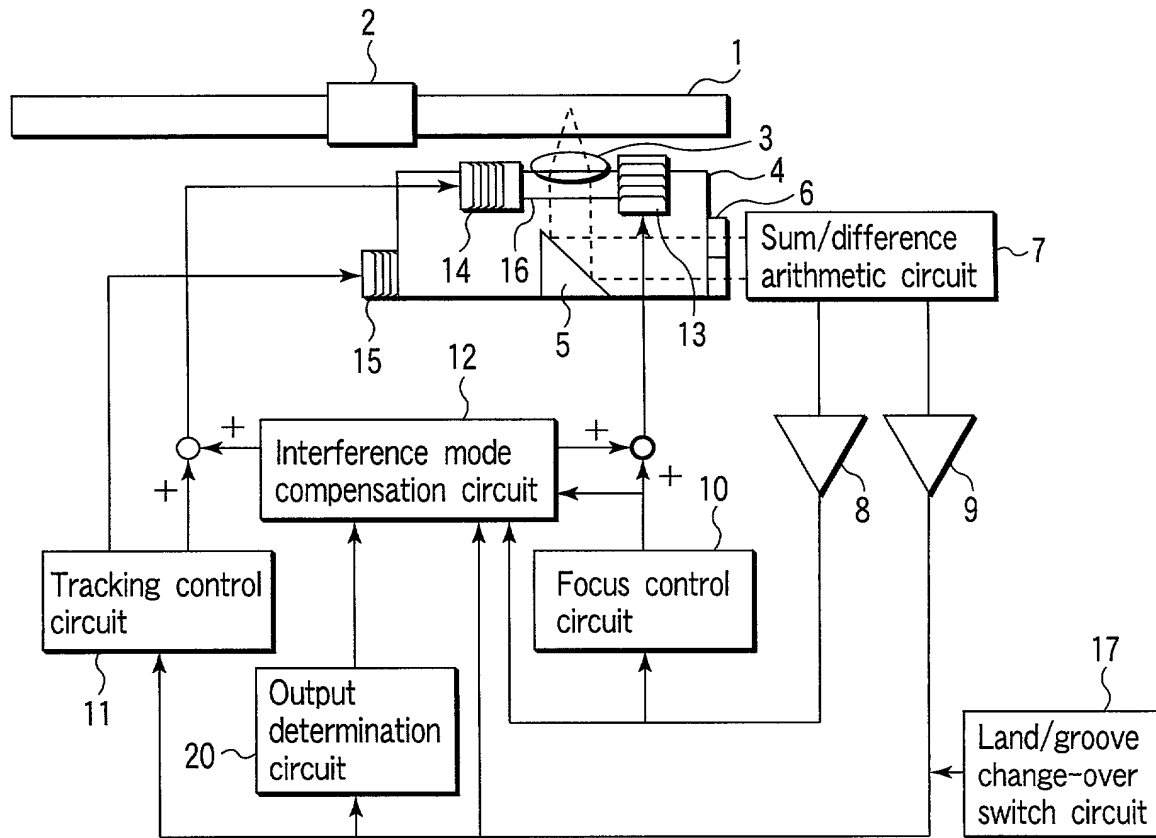 2
1
3
4
6
Sum/difference
arithmetic circuit
7
14
16
13
5
15
12
+
+
Interference mode
compensation circuit
+
+
10
8
9
Tracking control
circuit
Focus control
circuit
11
17
Output
determination
circuit
20
Land/groove
change-over
switch circuit